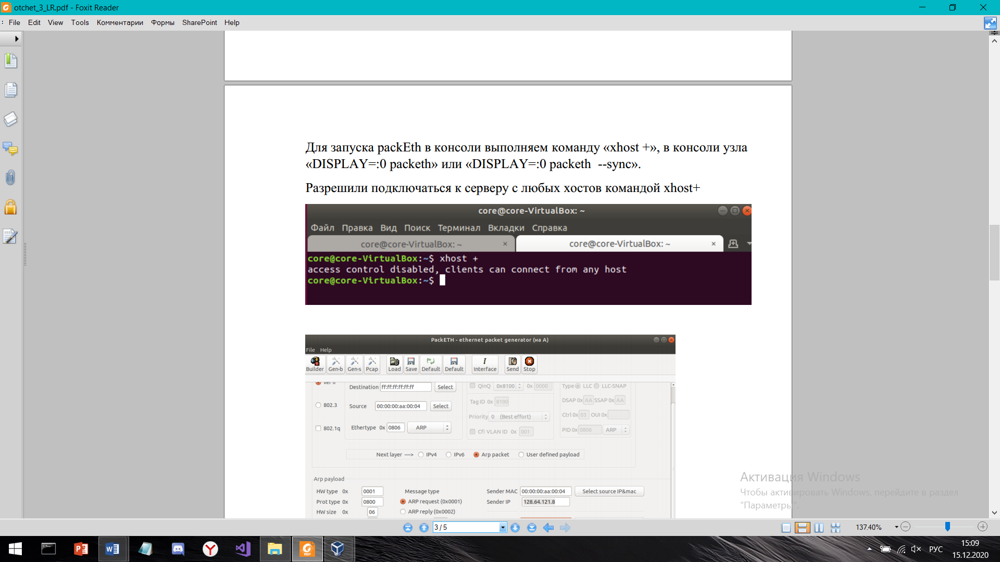 otchet_3_LR.pdf - Foxit Reader
File Edit View Tools Комментарии Формы SharePoint Help
Для запуска packEth в консоли выполняем команду «xhost +», в консоли узла
«DISPLAY=:0 packeth» или «DISPLAY=:0 packeth --sync».
Разрешили подключаться к серверу с любых хостов командой xhost+
core@core-VirtualBox: ~
Файл Правка Вид Поиск Терминал Вкладки Справка
core@core-VirtualBox: ~ × core@core-VirtualBox: ~ ×
core@core-VirtualBox:~$ xhost +
access control disabled, clients can connect from any host
core@core-VirtualBox:~$
PackETH - ethernet packet generator (на A)
File Help
Builder Gen-b Gen-s Pcap Load Save Default Default Interface Send Stop
ver II Destination ff:ff:ff:ff:ff:ff Select QinQ 0x8100 0x 0000 Type LLC LLC-SNAP
Tag ID 0x 8100 DSAP 0x AA SSAP 0x AA
802.3 Source 00:00:00:aa:00:04 Select
Priority 0 (Best effort) Ctrl 0x 03 OUI 0x
802.1q Ethertype 0x 0806 ARP Cfi VLAN ID 0x 001 PID 0x 0806 ARP
Next layer ---> IPv4 IPv6 Arp packet User defined payload
Arp payload
HW type 0x 0001 Message type Sender MAC 00:00:00:aa:00:04 Select source IP&mac
Prot type 0x 0800 ARP request (0x0001) Sender IP 128.64.121.8
HW size 0x 06 ARP reply (0x0002)
Активация Windows
Чтобы активировать Windows, перейдите в раздел
"Параметры".
3 / 5 137.40%
РУС 15:09
15.12.2020